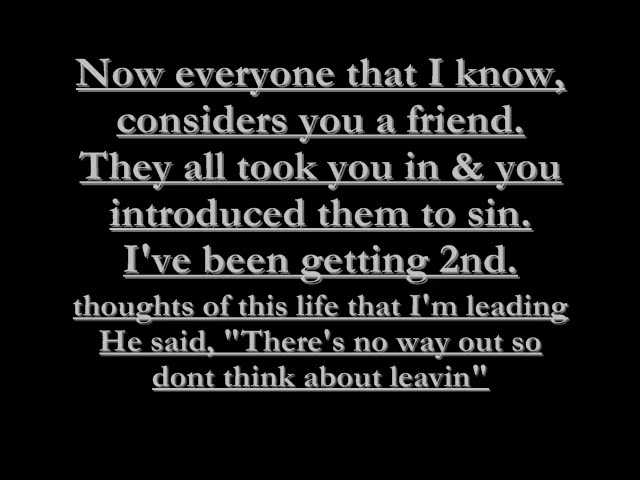 Now everyone that I know,
considers you a friend.
They all took you in & you
introduced them to sin.
I've been getting 2nd.
thoughts of this life that I'm leading
He said, "There's no way out so
dont think about leavin"